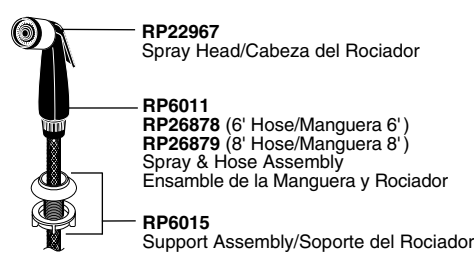 RP22967
Spray Head/Cabeza del Rociador
RP6011
RP26878 (6' Hose/Manguera 6')
RP26879 (8' Hose/Manguera 8')
Spray & Hose Assembly
Ensamble de la Manguera y Rociador
RP6015
Support Assembly/Soporte del Rociador